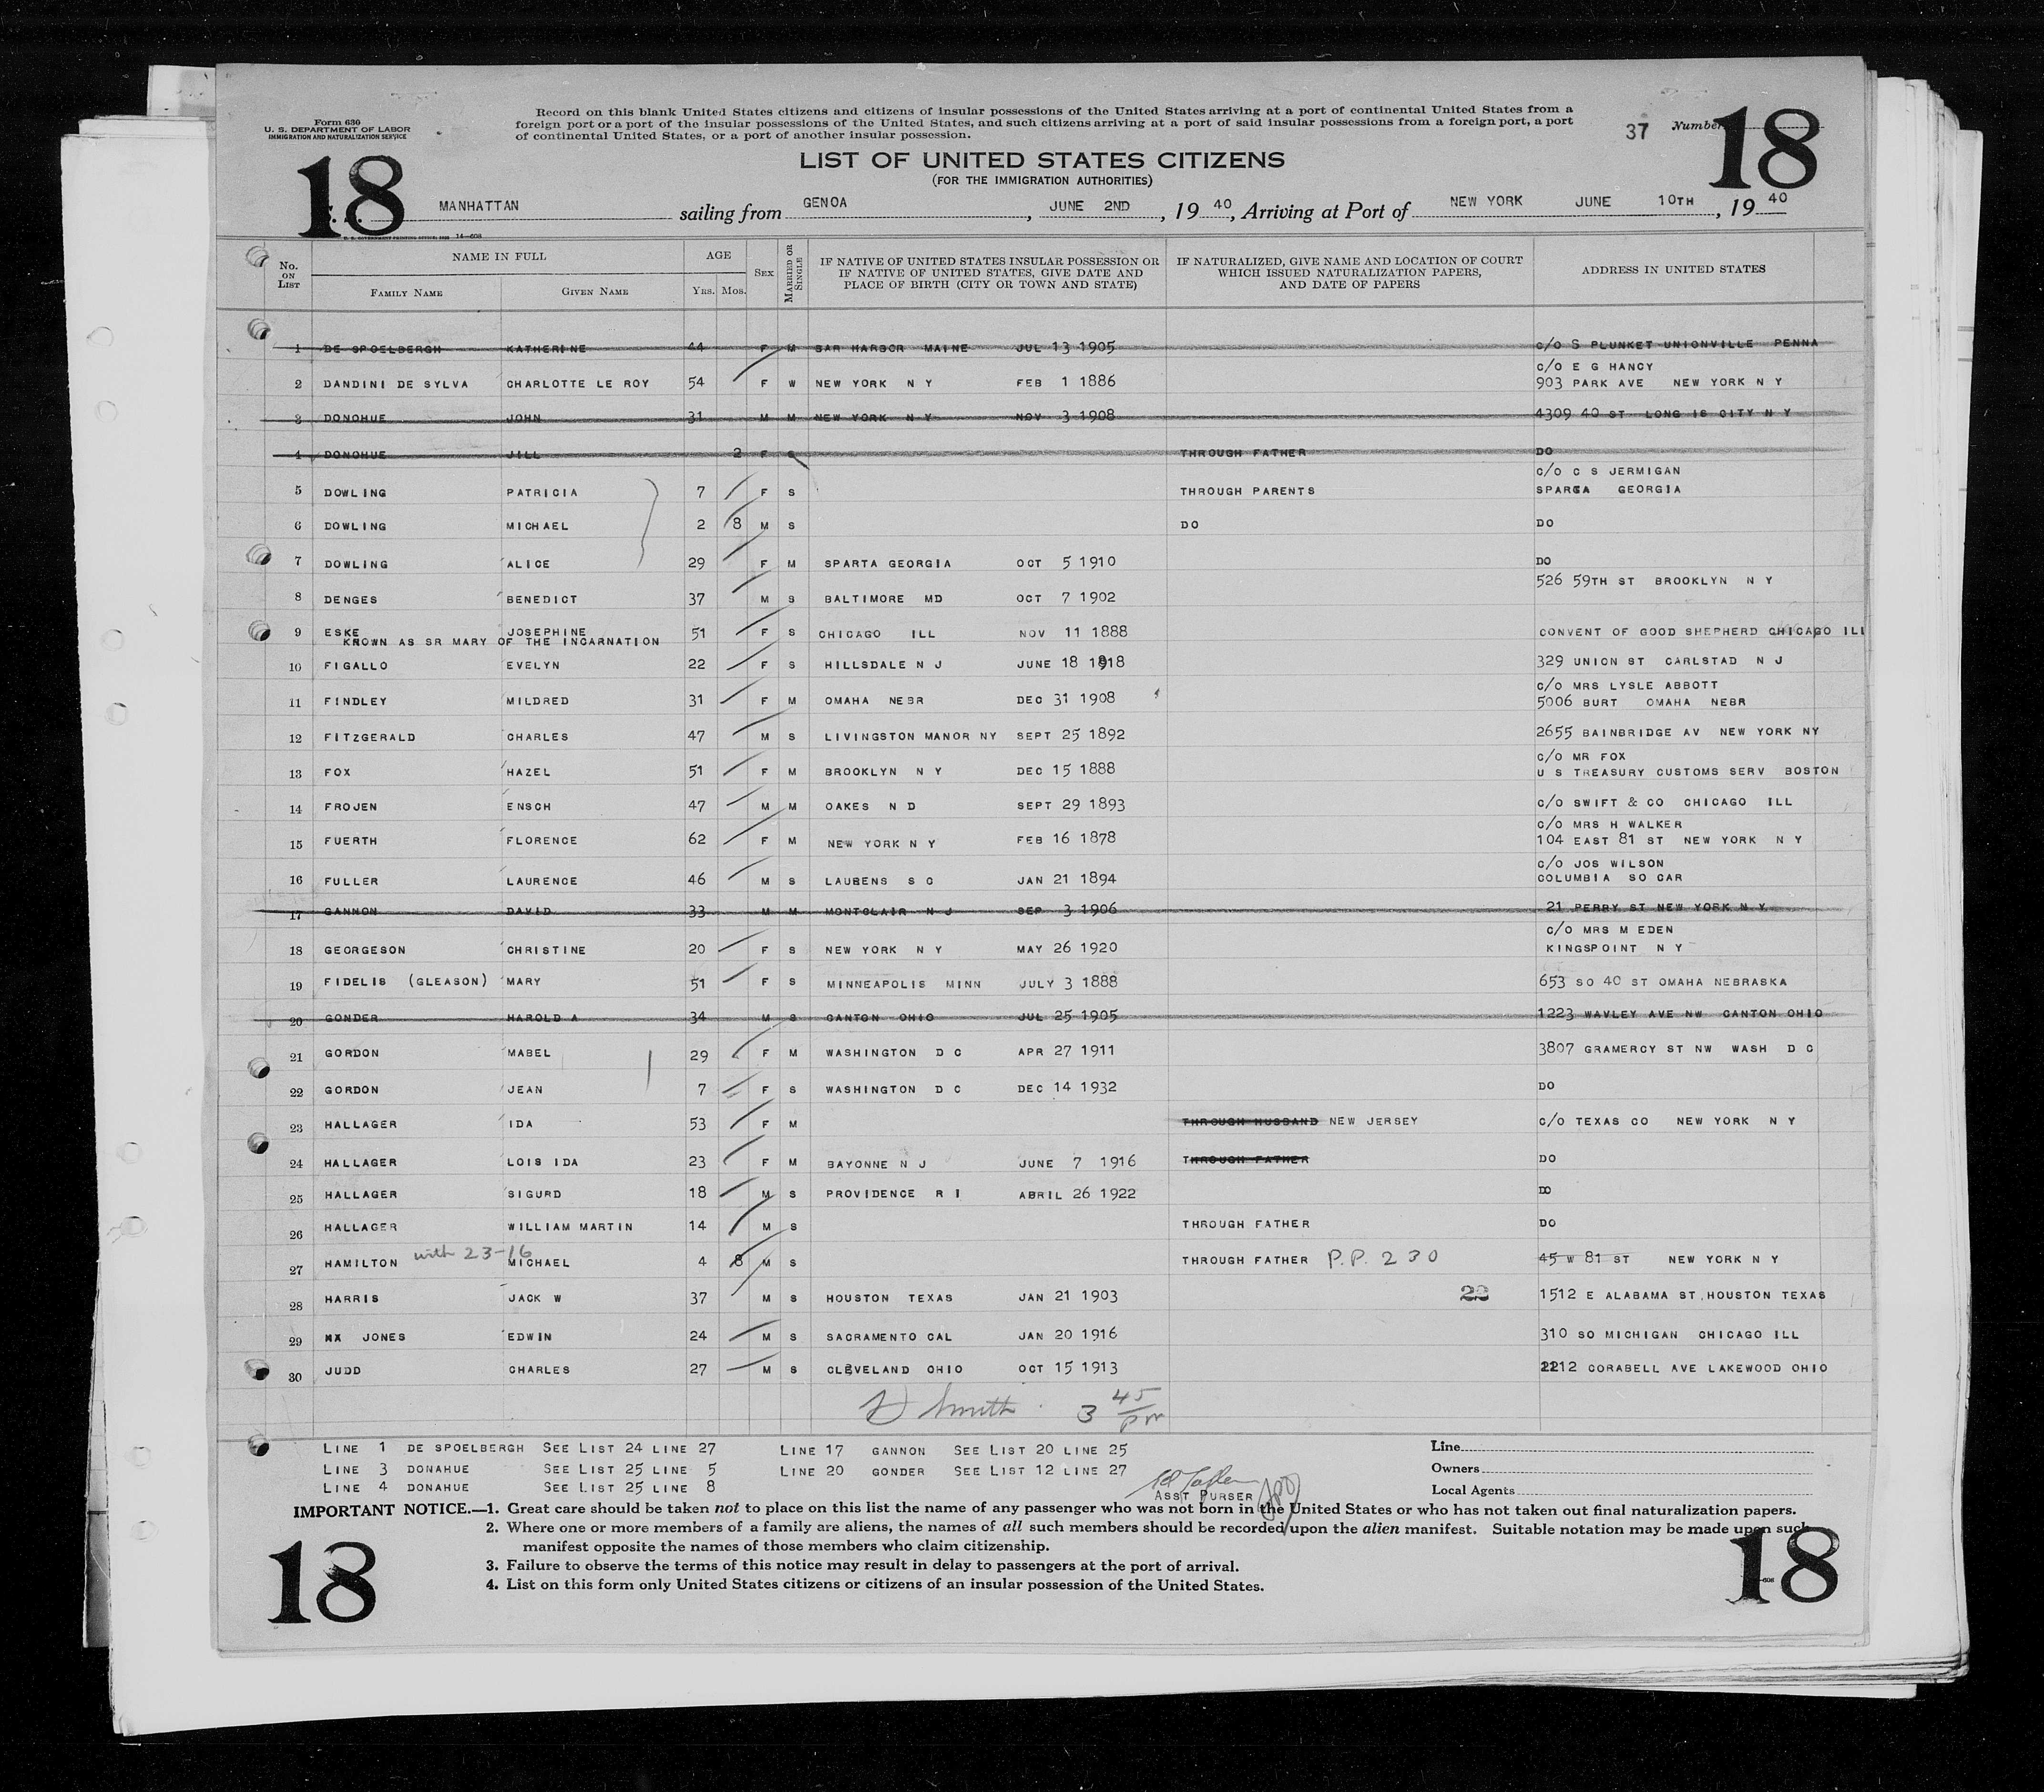 Form 630
U. S. DEPARTMENT OF LABOR
IMMIGRATION AND NATURALIZATION SERVICE
Record on this blank United States citizens and citizens of insular possessions of the United States arriving at a port of continental United States from a
foreign port or a port of the insular possessions of the United States, and such citizens arriving at a port of said insular possessions from a foreign port, a port
of continental United States, or a port of another insular possession.
37 Number 18
18
LIST OF UNITED STATES CITIZENS
(FOR THE IMMIGRATION AUTHORITIES)
MANHATTAN sailing from GENOA, JUNE 2ND, 19 40, Arriving at Port of NEW YORK JUNE 10TH, 19 40
14—608
No. ON LIST NAME IN FULL FAMILY NAME GIVEN NAME AGE YRS. MOS. SEX MARRIED OR SINGLE IF NATIVE OF UNITED STATES INSULAR POSSESSION OR IF NATIVE OF UNITED STATES, GIVE DATE AND PLACE OF BIRTH (CITY OR TOWN AND STATE) IF NATURALIZED, GIVE NAME AND LOCATION OF COURT WHICH ISSUED NATURALIZATION PAPERS, AND DATE OF PAPERS ADDRESS IN UNITED STATES
1 DE SPOELBERGH KATHERINE 44 F M BAR HARBOR MAINE JUL 13 1905 C/O S PLUNKET UNIONVILLE PENNA
C/O E G HANCY
2 DANDINI DE SYLVA CHARLOTTE LE ROY 54 F W NEW YORK N Y FEB 1 1886 903 PARK AVE NEW YORK N Y
3 DONOHUE JOHN 31 M M NEW YORK N Y NOV 3 1908 4309 40 ST LONG IS CITY N Y
4 DONOHUE JILL 2 F S THROUGH FATHER DO
C/O C S JERMIGAN
5 DOWLING PATRICIA 7 F S THROUGH PARENTS SPARTA GEORGIA
6 DOWLING MICHAEL 2 8 M S DO DO
7 DOWLING ALICE 29 F M SPARTA GEORGIA OCT 5 1910 DO
526 59TH ST BROOKLYN N Y
8 DENGES BENEDICT 37 M S BALTIMORE MD OCT 7 1902
9 ESKE JOSEPHINE 51 F S CHICAGO ILL NOV 11 1888 CONVENT OF GOOD SHEPHERD CHICAGO ILL
KROWN AS SR MARY OF THE INCARNATION
10 FIGALLO EVELYN 22 F S HILLSDALE N J JUNE 18 1918 329 UNION ST CARLSTAD N J
C/O MRS LYSLE ABBOTT
11 FINDLEY MILDRED 31 F M OMAHA NEBR DEC 31 1908 5006 BURT OMAHA NEBR
12 FITZGERALD CHARLES 47 M S LIVINGSTON MANOR NY SEPT 25 1892 2655 BAINBRIDGE AV NEW YORK NY
C/O MR FOX
13 FOX HAZEL 51 F M BROOKLYN N Y DEC 15 1888 U S TREASURY CUSTOMS SERV BOSTON
14 FROJEN ENSCH 47 M M OAKES N D SEPT 29 1893 C/O SWIFT & CO CHICAGO ILL
C/O MRS H WALKER
15 FUERTH FLORENCE 62 F M NEW YORK N Y FEB 16 1878 104 EAST 81 ST NEW YORK N Y
C/O JOS WILSON
16 FULLER LAURENCE 46 M S LAUBENS S C JAN 21 1894 COLUMBIA SO CAR
17 GANNON DAVID 33 M M MONTCLAIR N J SEP 3 1906 21 PERRY ST NEW YORK N Y
C/O MRS M EDEN
18 GEORGESON CHRISTINE 20 F S NEW YORK N Y MAY 26 1920 KINGSPOINT N Y
19 FIDELIS (GLEASON) MARY 51 F S MINNEAPOLIS MINN JULY 3 1888 653 SO 40 ST OMAHA NEBRASKA
20 GONDER HAROLD A 34 M S CANTON OHIO JUL 25 1905 1223 WAVLEY AVE NW CANTON OHIO
21 GORDON MABEL 29 F M WASHINGTON D C APR 27 1911 3807 GRAMERCY ST NW WASH D C
22 GORDON JEAN 7 F S WASHINGTON D C DEC 14 1932 DO
23 HALLAGER IDA 53 F M THROUGH HUSBAND NEW JERSEY C/O TEXAS CO NEW YORK N Y
24 HALLAGER LOIS IDA 23 F M BAYONNE N J JUNE 7 1916 THROUGH FATHER DO
25 HALLAGER SIGURD 18 M S PROVIDENCE R I ABRIL 26 1922 DO
26 HALLAGER WILLIAM MARTIN 14 M S THROUGH FATHER DO
with 23-16
27 HAMILTON MICHAEL 4 8 M S THROUGH FATHER P.P. 230 45 W 81 ST NEW YORK N Y
28 HARRIS JACK W 37 M S HOUSTON TEXAS JAN 21 1903 1512 E ALABAMA ST, HOUSTON TEXAS
29 MX JONES EDWIN 24 M S SACRAMENTO CAL JAN 20 1916 310 SO MICHIGAN CHICAGO ILL
30 JUDD CHARLES 27 M S CLEVELAND OHIO OCT 15 1913 2212 CORABELL AVE LAKEWOOD OHIO
Smith 3 45 pm
LINE 1 DE SPOELBERGH SEE LIST 24 LINE 27 LINE 17 GANNON SEE LIST 20 LINE 25 Line
LINE 3 DONAHUE SEE LIST 25 LINE 5 LINE 20 GONDER SEE LIST 12 LINE 27 Owners
LINE 4 DONAHUE SEE LIST 25 LINE 8 ASST PURSER Local Agents
IMPORTANT NOTICE.—1. Great care should be taken not to place on this list the name of any passenger who was not born in the United States or who has not taken out final naturalization papers.
2. Where one or more members of a family are aliens, the names of all such members should be recorded upon the alien manifest. Suitable notation may be made upon such
manifest opposite the names of those members who claim citizenship.
3. Failure to observe the terms of this notice may result in delay to passengers at the port of arrival.
4. List on this form only United States citizens or citizens of an insular possession of the United States.
18 18